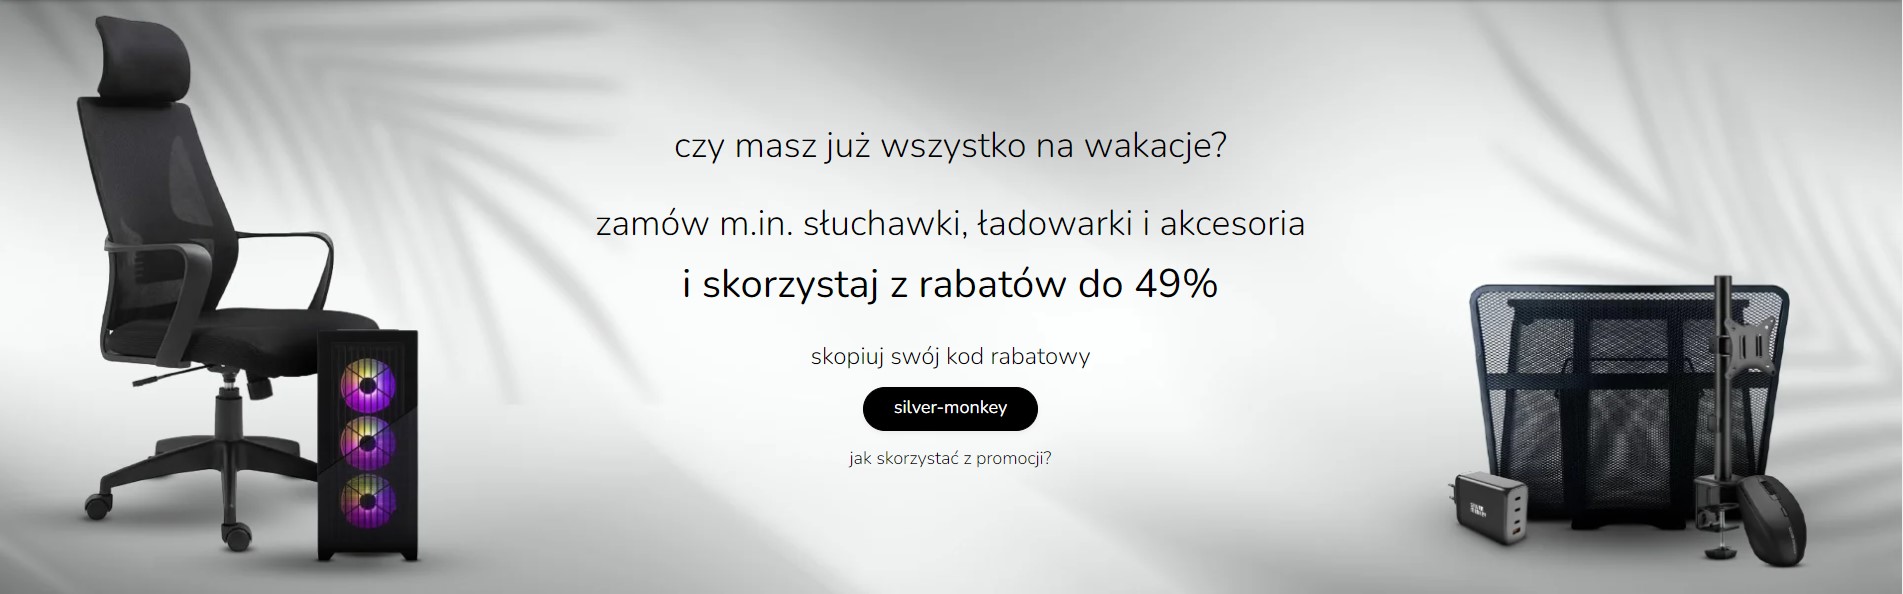 czy masz już wszystko na wakacje?
zamów m.in. słuchawki, ładowarki i akcesoria
i skorzystaj z rabatów do 49%
skopiuj swój kod rabatowy
silver-monkey
jak skorzystać z promocji?